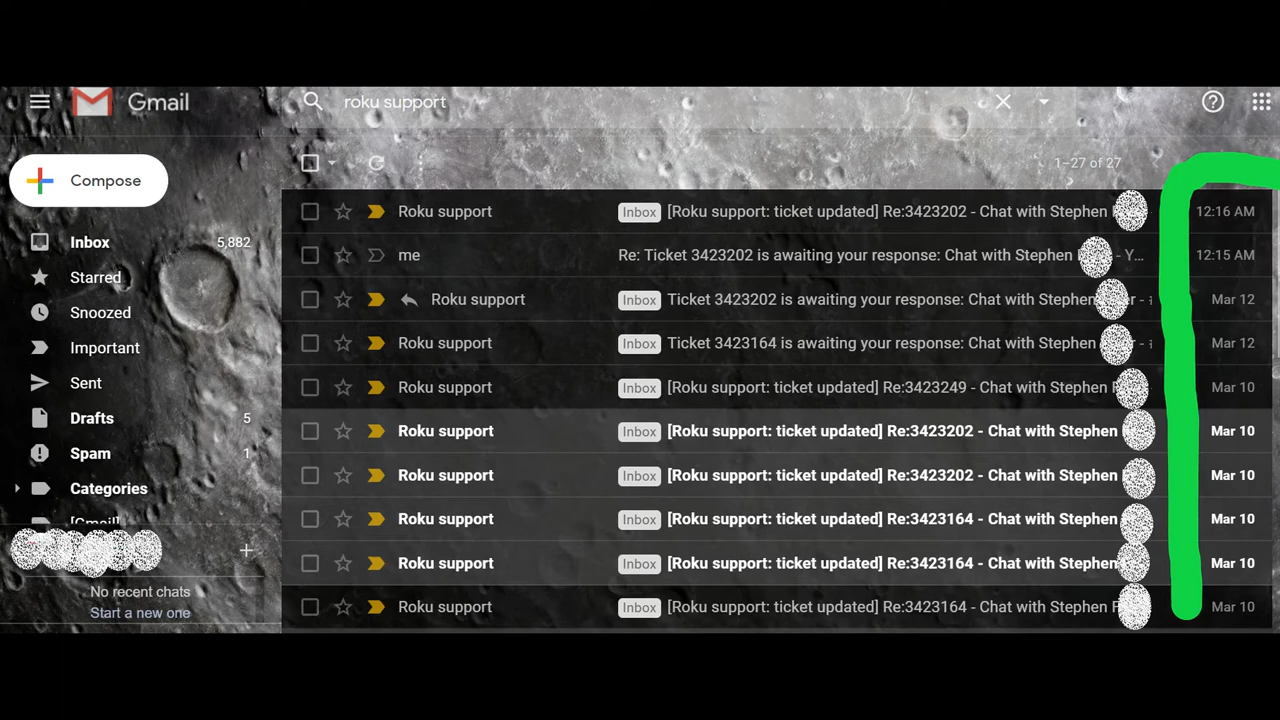 Gmail
roku support
Compose
1–27 of 27
Inbox 5,882
Starred
Snoozed
Important
Sent
Drafts 5
Spam 1
Categories
[Gmail]
No recent chats
Start a new one
Roku support Inbox [Roku support: ticket updated] Re:3423202 - Chat with Stephen 12:16 AM
me Re: Ticket 3423202 is awaiting your response: Chat with Stephen - Y... 12:15 AM
Roku support Inbox Ticket 3423202 is awaiting your response: Chat with Stephen - Mar 12
Roku support Inbox Ticket 3423164 is awaiting your response: Chat with Stephen - Mar 12
Roku support Inbox [Roku support: ticket updated] Re:3423249 - Chat with Stephen Mar 10
Roku support Inbox [Roku support: ticket updated] Re:3423202 - Chat with Stephen Mar 10
Roku support Inbox [Roku support: ticket updated] Re:3423202 - Chat with Stephen Mar 10
Roku support Inbox [Roku support: ticket updated] Re:3423164 - Chat with Stephen Mar 10
Roku support Inbox [Roku support: ticket updated] Re:3423164 - Chat with Stephen Mar 10
Roku support Inbox [Roku support: ticket updated] Re:3423164 - Chat with Stephen Mar 10